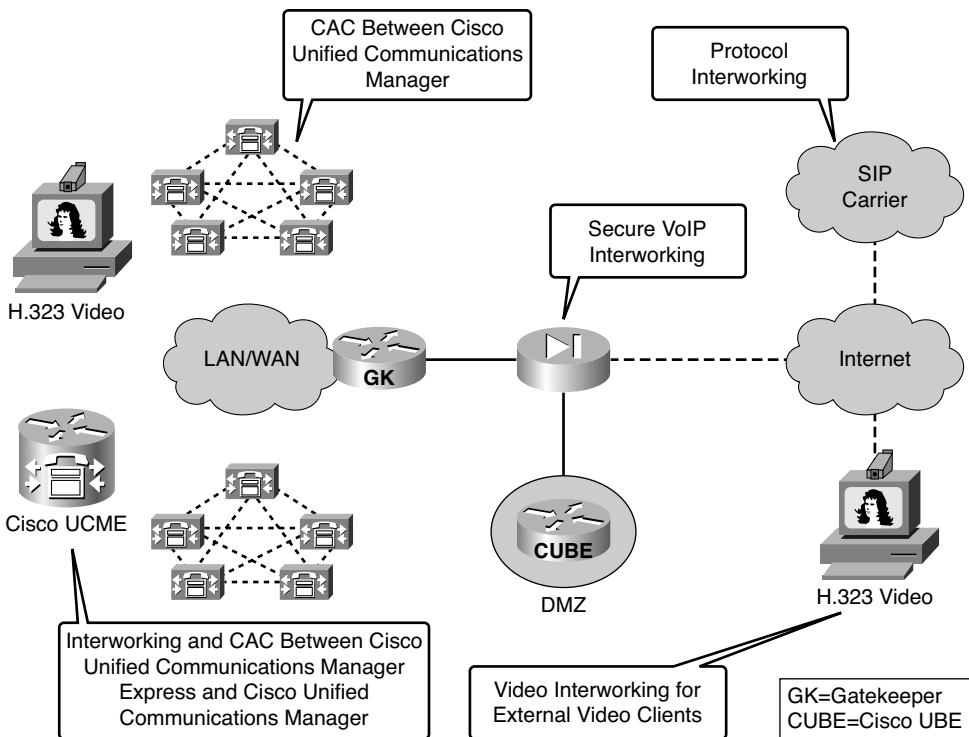 CAC Between Cisco
Unified Communications
Manager
Protocol
Interworking
SIP
Carrier
Secure VoIP
Interworking
H.323 Video
LAN/WAN
GK
Internet
Cisco UCME
CUBE
DMZ
H.323 Video
Interworking and CAC Between Cisco
Unified Communications Manager
Express and Cisco Unified
Communications Manager
Video Interworking for
External Video Clients
GK=Gatekeeper
CUBE=Cisco UBE